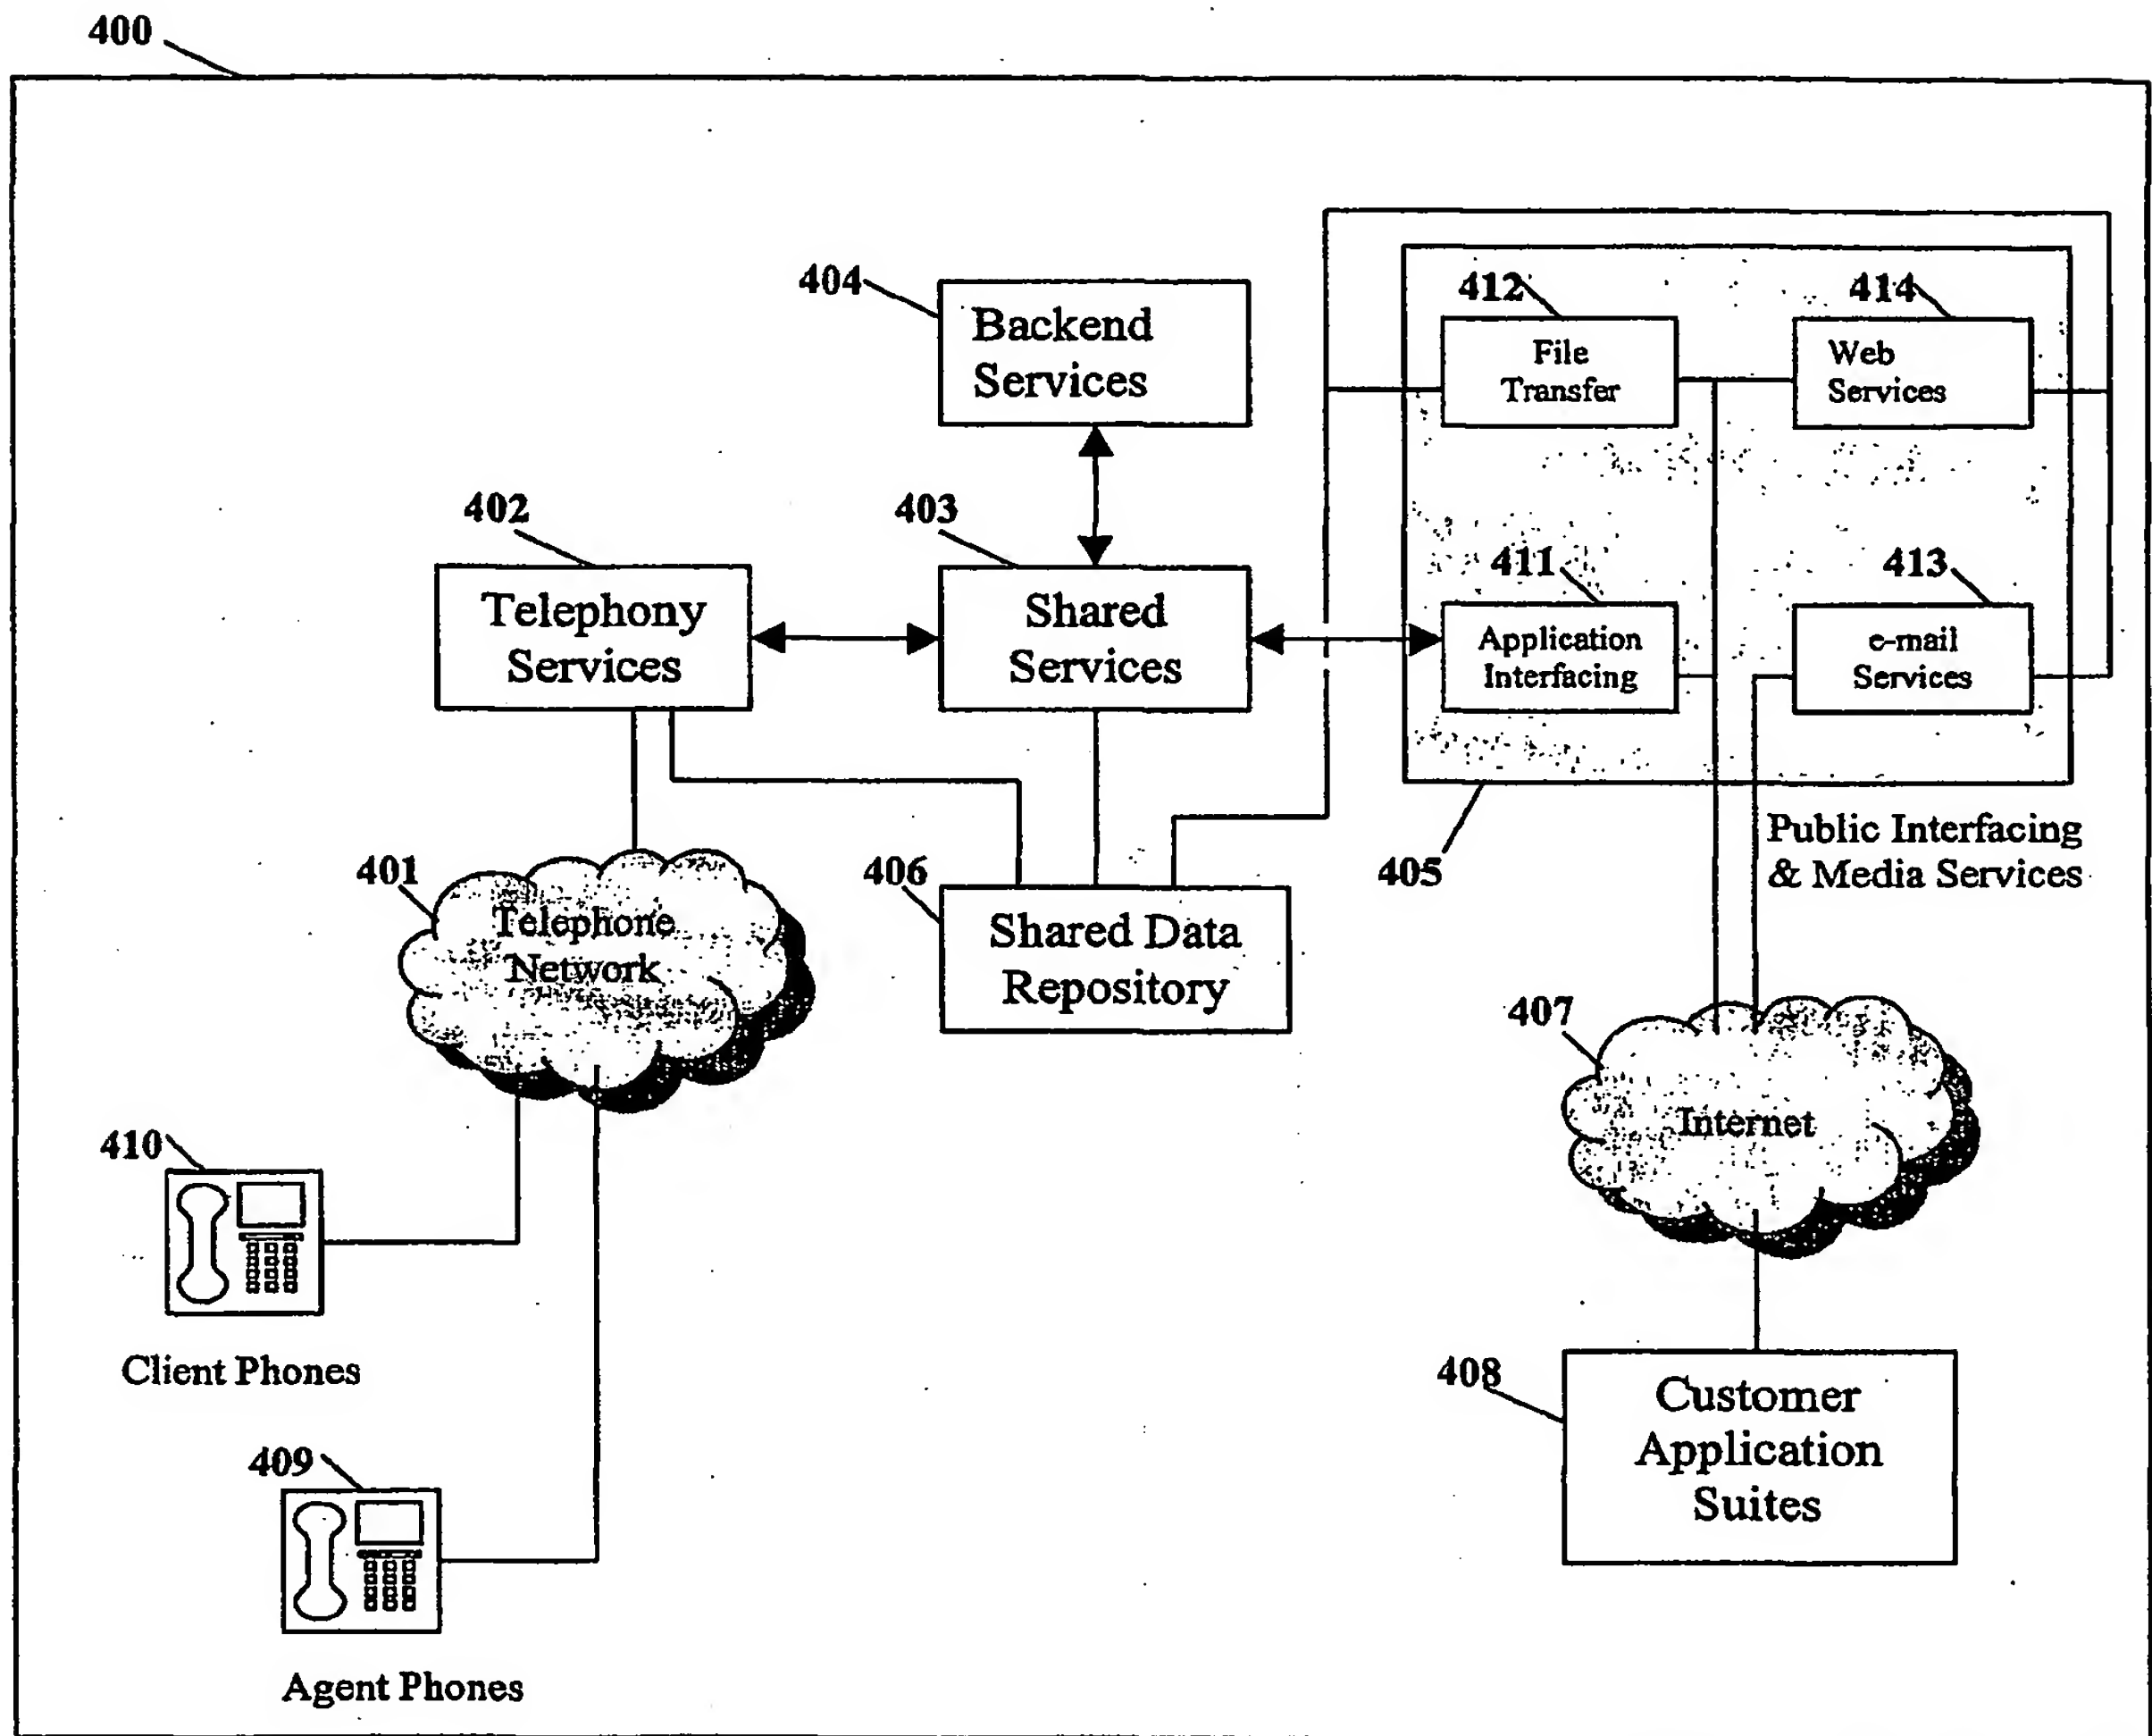 400
404
Backend
Services
412
File
Transfer
414
Web
Services
402
Telephony
Services
403
Shared
Services
411
Application
Interfacing
413
e-mail
Services
405
Public Interfacing
& Media Services
401
Telephone
Network
406
Shared Data
Repository
407
Internet
410
Client Phones
408
Customer
Application
Suites
409
Agent Phones